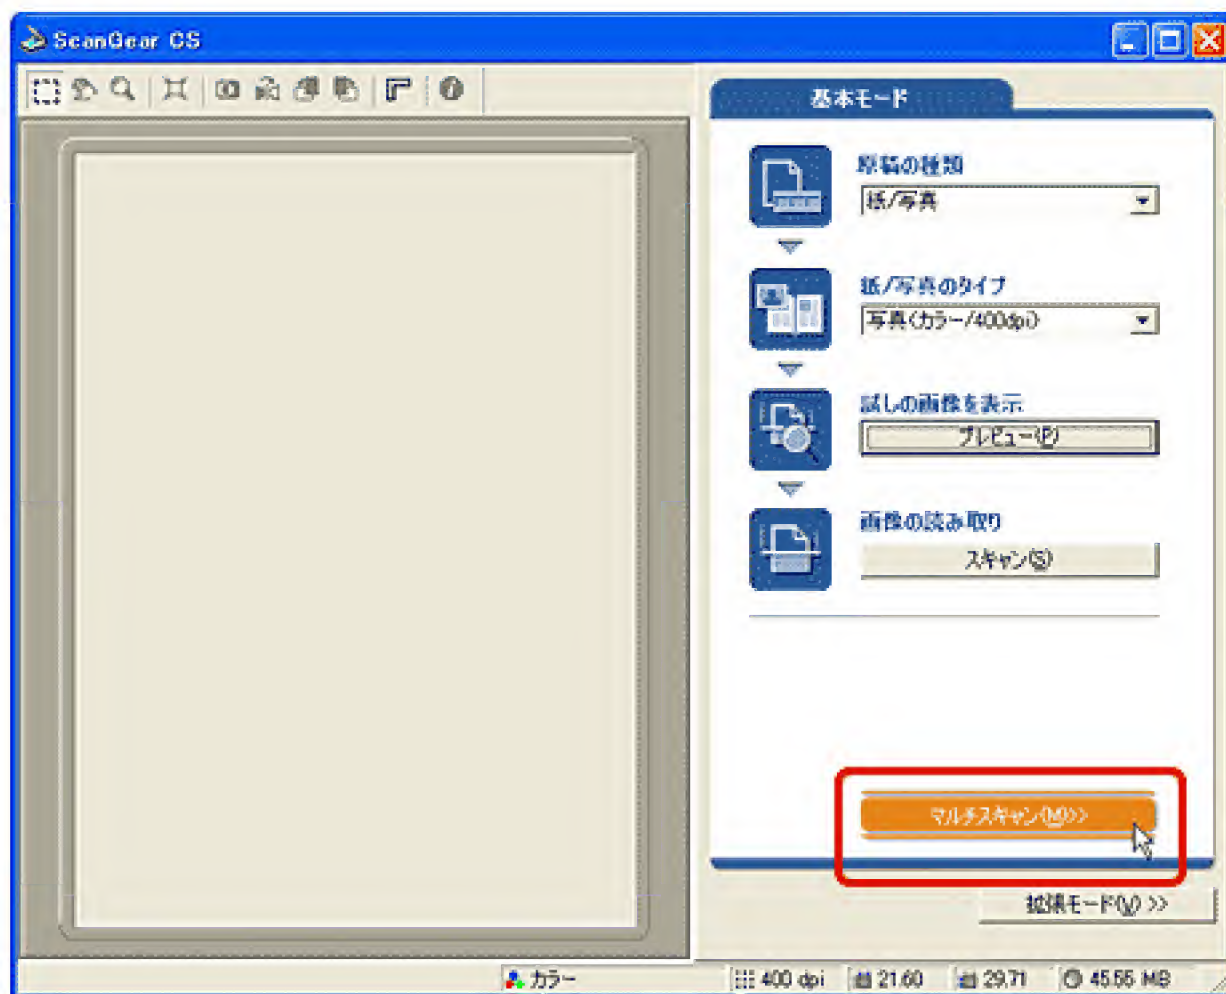 ScanGear CS
基本モード
原稿の種類
紙/写真
紙/写真のタイプ
写真(カラー/400dpi)
試しの画像を表示
プレビュー(P)
画像の読み取り
スキャン(S)
マルチスキャン(M)>>
拡張モード(V) >>
カラー
400 dpi
21.60
29.71
45.55 MB